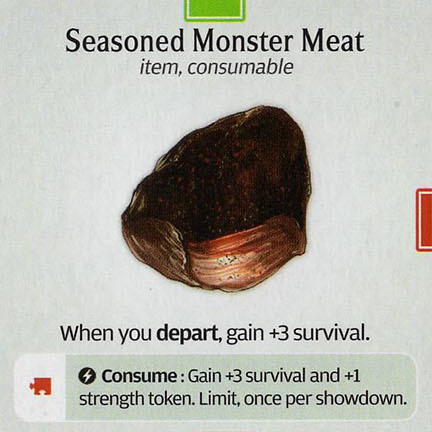 Seasoned Monster Meat
item, consumable
When you depart, gain +3 survival.
Consume : Gain +3 survival and +1
strength token. Limit, once per showdown.